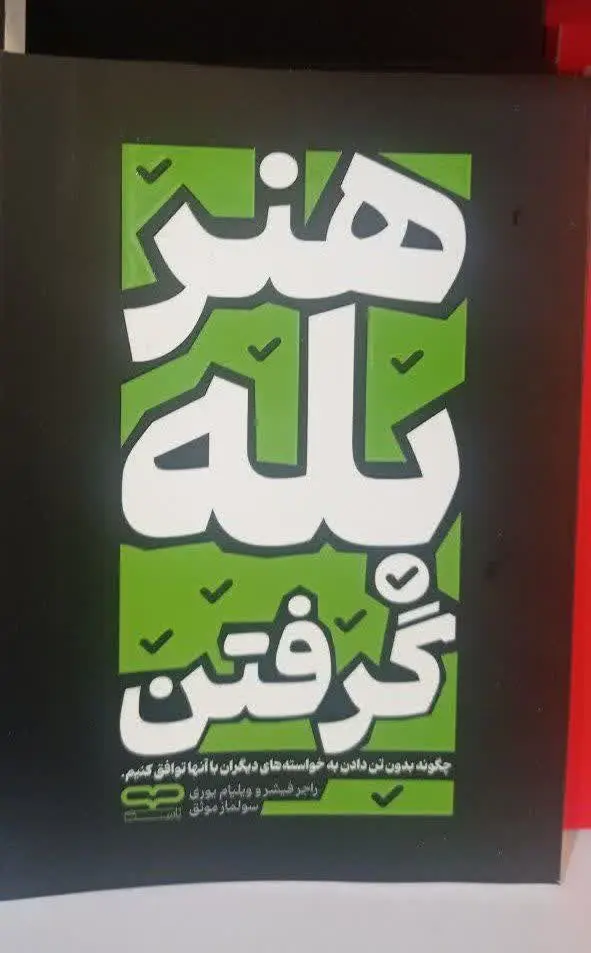 هنر
بله
گرفتن
چگونه بدون تن دادن به خواسته‌های دیگران با آنها توافق کنیم.
راجر فیشر و ویلیام یوری
سولماز موثق